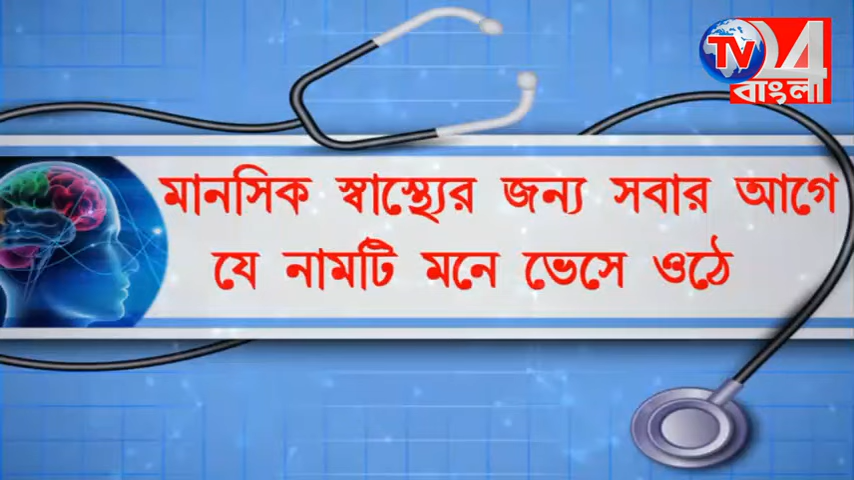 TV 24
বাংলা
মানসিক স্বাস্থ্যের জন্য সবার আগে
যে নামটি মনে ভেসে ওঠে